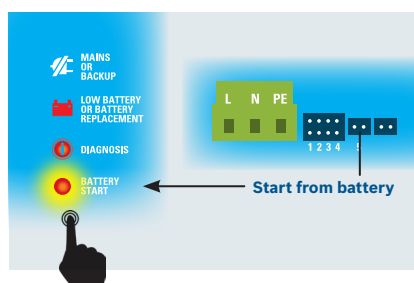 MAINS
OR
BACKUP
LOW BATTERY
OR BATTERY
REPLACEMENT
DIAGNOSIS
BATTERY
START
L N PE
1 2 3 4 5
Start from battery